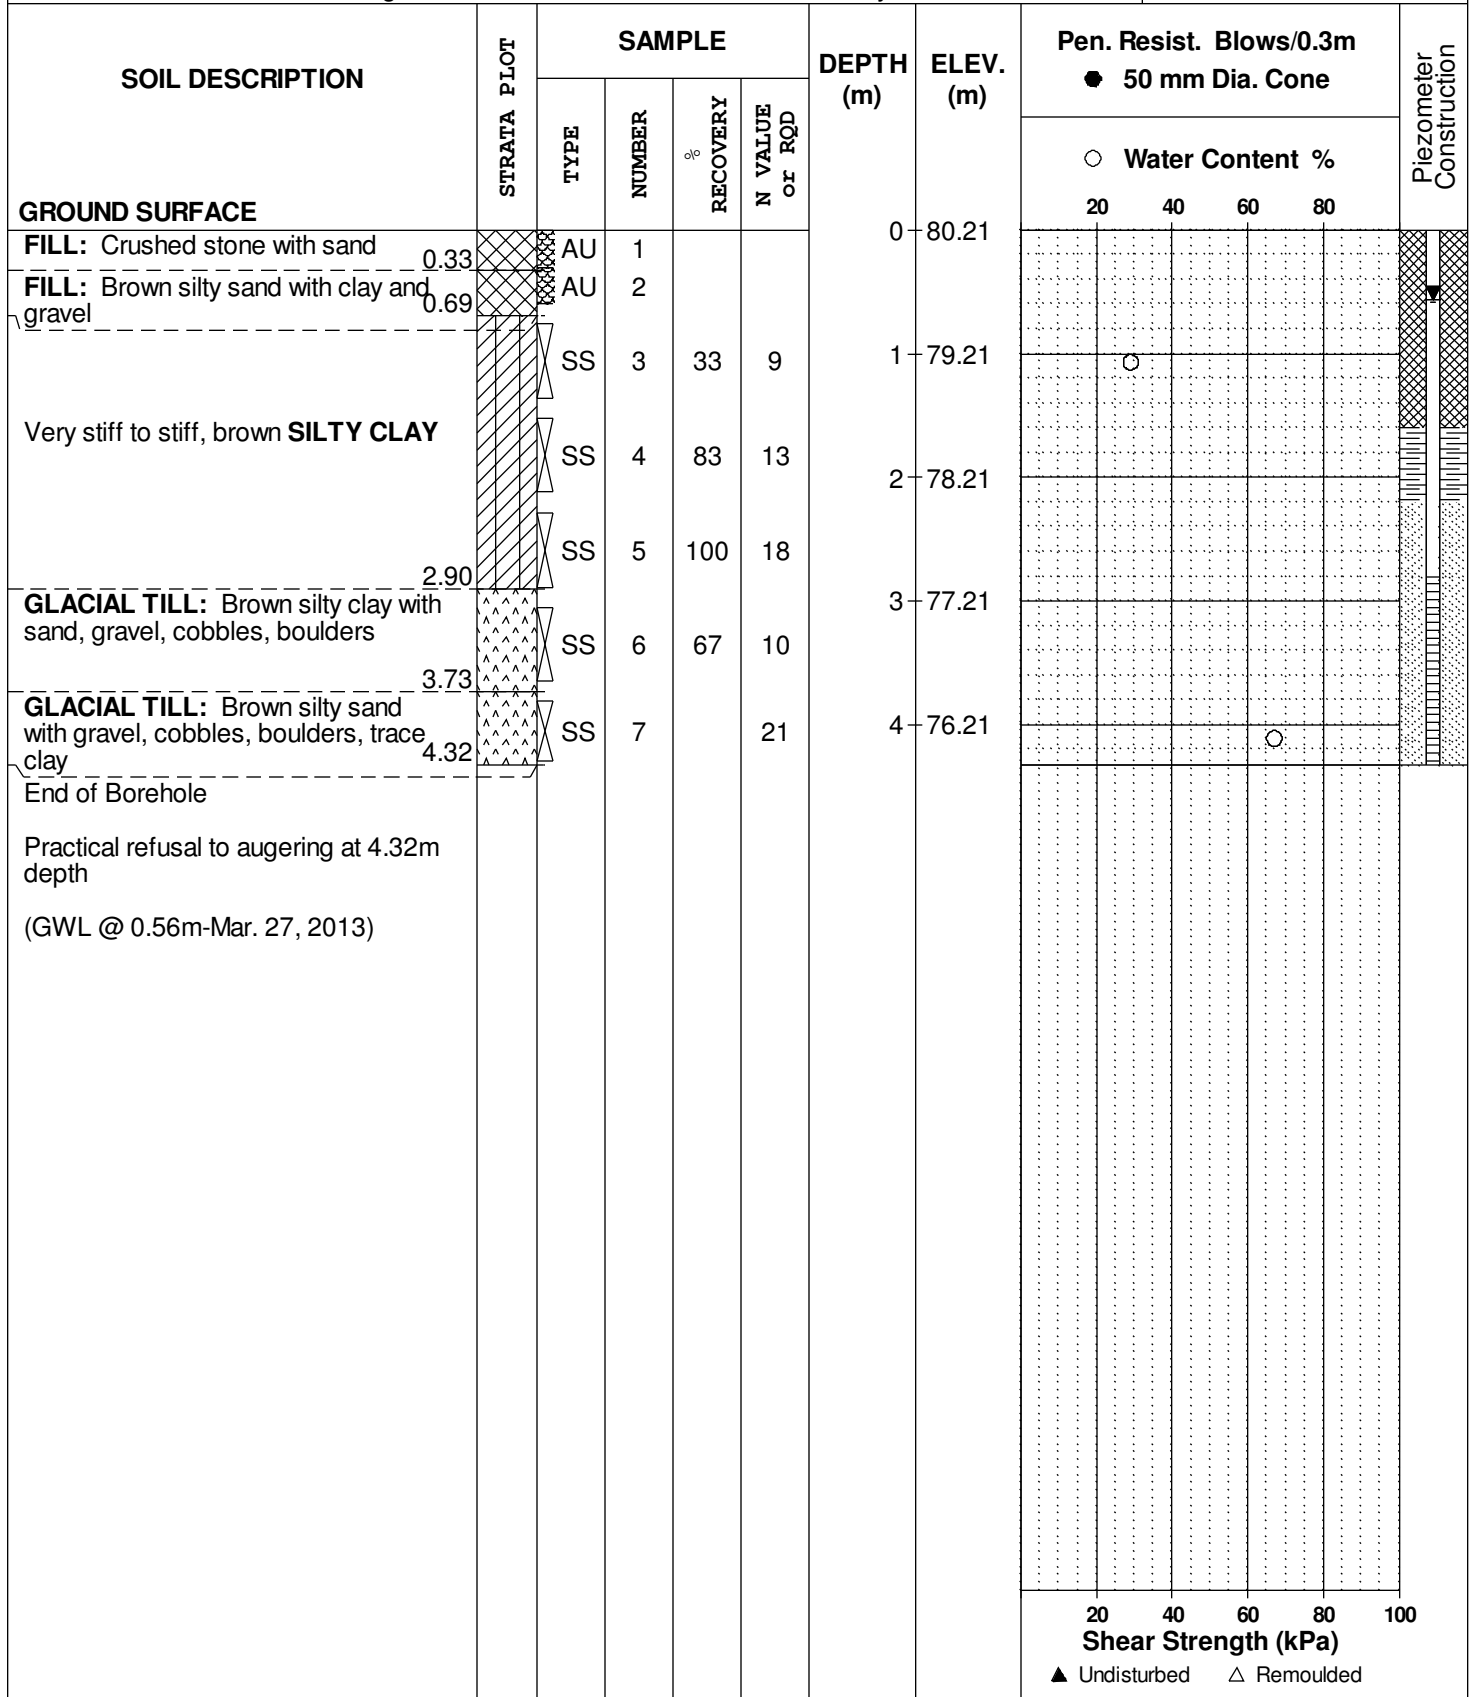 SOIL DESCRIPTION
GROUND SURFACE
STRATA PLOT
SAMPLE
TYPE
NUMBER
%
RECOVERY
N VALUE
or RQD
DEPTH
(m)
ELEV.
(m)
Pen. Resist. Blows/0.3m
● 50 mm Dia. Cone
○ Water Content %
20 40 60 80
Piezometer
Construction
FILL: Crushed stone with sand 0.33
AU 1
0 80.21
FILL: Brown silty sand with clay and
gravel 0.69
AU 2
SS 3 33 9
1 79.21
Very stiff to stiff, brown SILTY CLAY
SS 4 83 13
2 78.21
SS 5 100 18
2.90
GLACIAL TILL: Brown silty clay with
sand, gravel, cobbles, boulders
3 77.21
SS 6 67 10
3.73
GLACIAL TILL: Brown silty sand
with gravel, cobbles, boulders, trace
clay 4.32
SS 7 21
4 76.21
End of Borehole
Practical refusal to augering at 4.32m
depth
(GWL @ 0.56m-Mar. 27, 2013)
20 40 60 80 100
Shear Strength (kPa)
▲ Undisturbed △ Remoulded